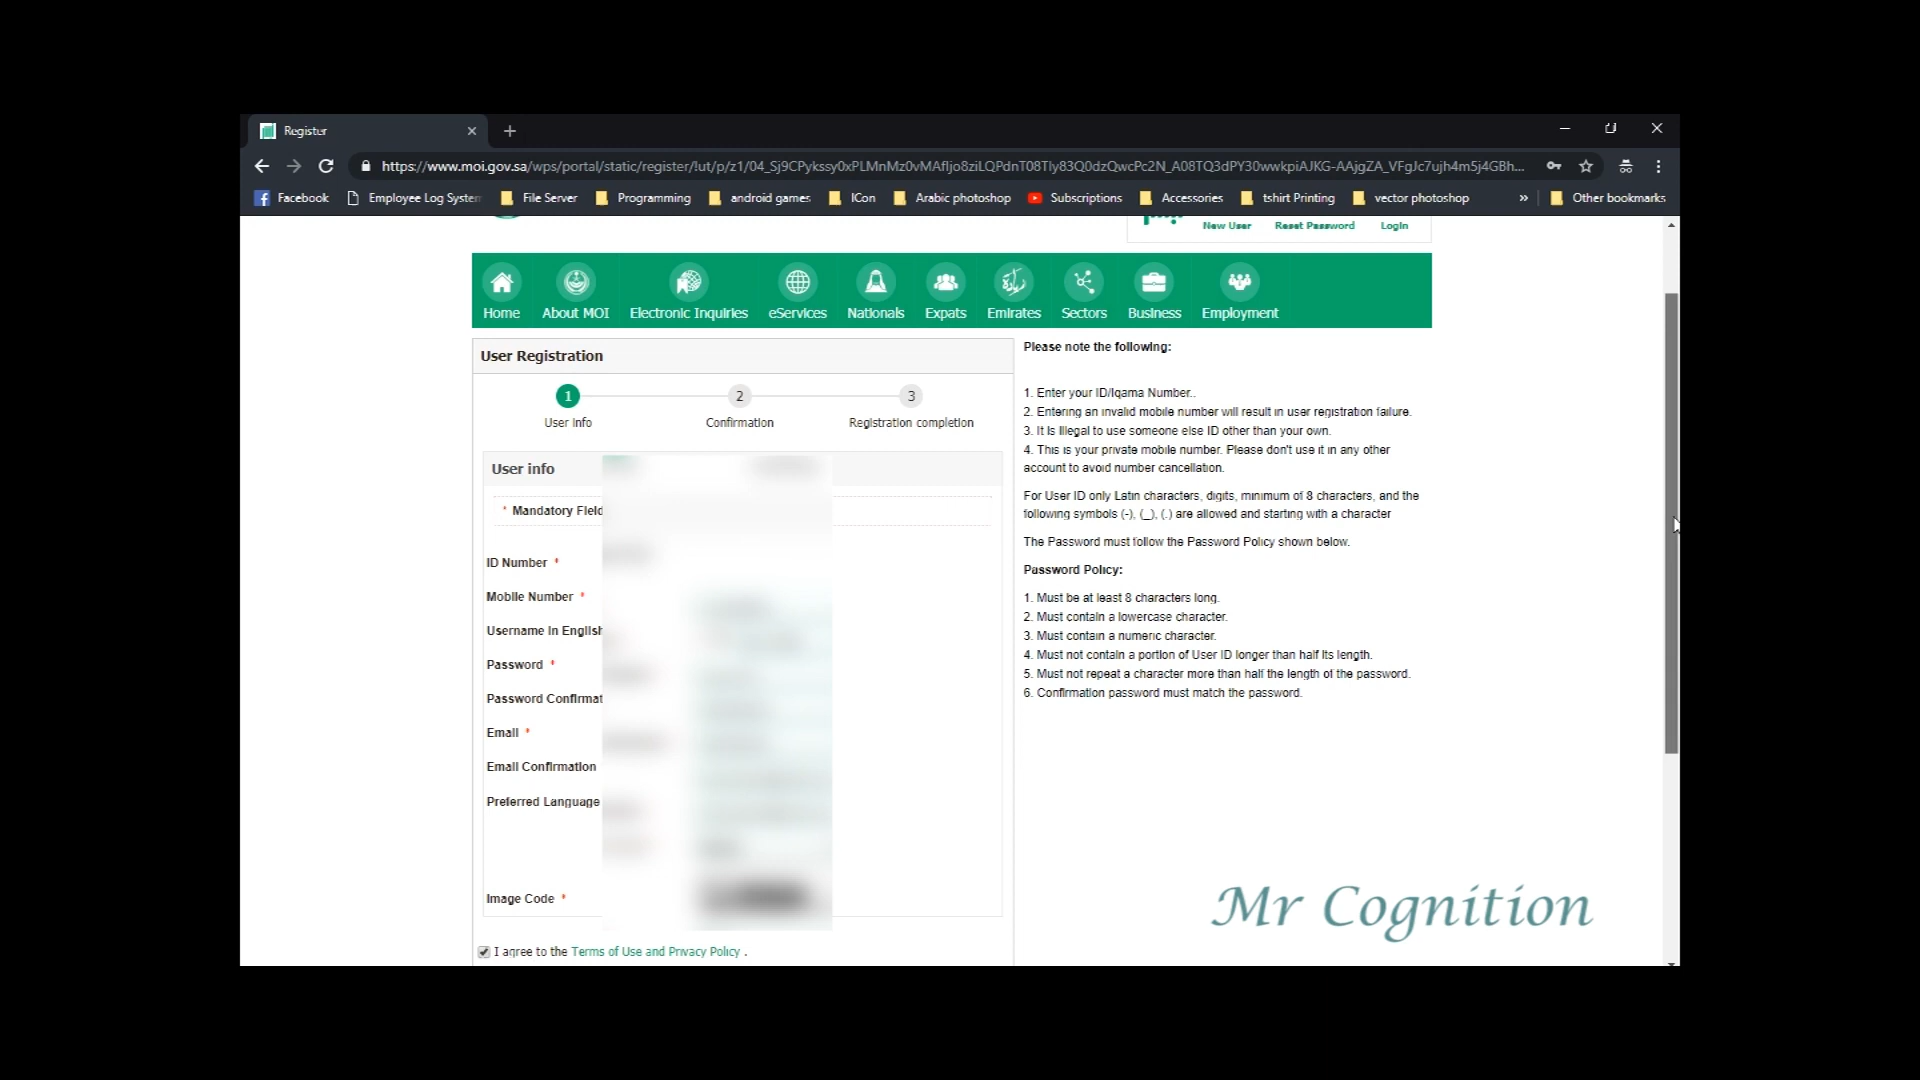 Register
https://www.moi.gov.sa/wps/portal/static/register/!ut/p/z1/04_Sj9CPykssy0xPLMnMz0vMAfIjo8ziLQPdnT08TIy83Q0dzQwcPc2N_A08TQ3dPY30wwkpiAJKG-AAjgZA_VFgJc7ujh4m5j4GBh...
Facebook Employee Log System File Server Programming android games ICon Arabic photoshop Subscriptions Accessories tshirt Printing vector photoshop » Other bookmarks
New User Reset Password Login
Home About MOI Electronic Inquiries eServices Nationals Expats Emirates Sectors Business Employment
User Registration
1 2 3
User info Confirmation Registration completion
User info
* Mandatory Field
ID Number *
Mobile Number *
Username in English
Password *
Password Confirmat
Email *
Email Confirmation
Preferred Language
Image Code *
I agree to the Terms of Use and Privacy Policy .
Please note the following:
1. Enter your ID/Iqama Number..
2. Entering an invalid mobile number will result in user registration failure.
3. It is illegal to use someone else ID other than your own.
4. This is your private mobile number. Please don't use it in any other
account to avoid number cancellation.
For User ID only Latin characters, digits, minimum of 8 characters, and the
following symbols (-), (_), (.) are allowed and starting with a character
The Password must follow the Password Policy shown below.
Password Policy:
1. Must be at least 8 characters long.
2. Must contain a lowercase character.
3. Must contain a numeric character.
4. Must not contain a portion of User ID longer than half its length.
5. Must not repeat a character more than half the length of the password.
6. Confirmation password must match the password.
Mr Cognition